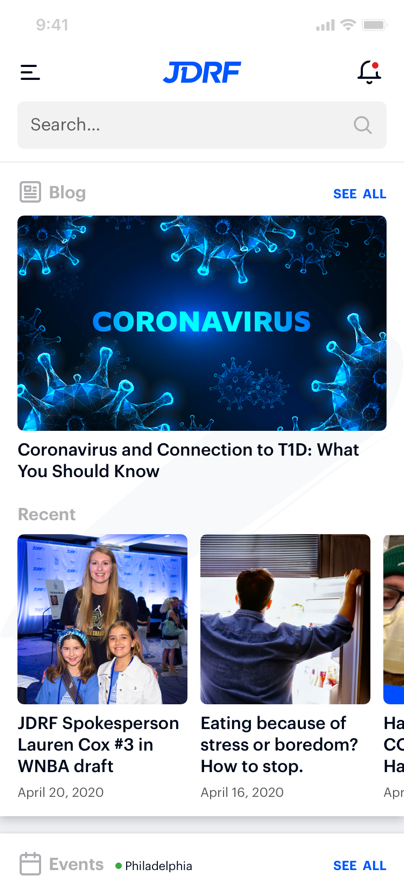 9:41
JDRF
Search...
Blog
SEE ALL
CORONAVIRUS
Coronavirus and Connection to T1D: What
You Should Know
Recent
JDRF Spokesperson
Lauren Cox #3 in
WNBA draft
April 20, 2020
Eating because of
stress or boredom?
How to stop.
April 16, 2020
Ha
CO
Ha
Apr
Events
Philadelphia
SEE ALL